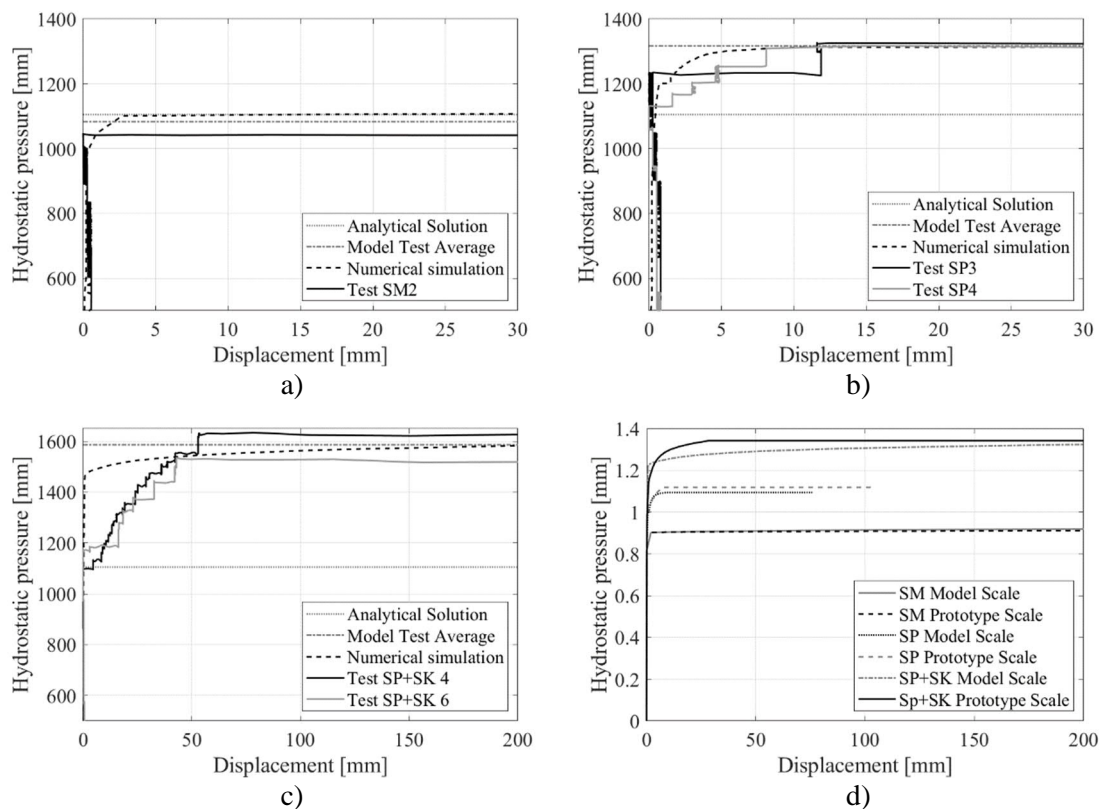 1400
1200
1000
800
600
Hydrostatic pressure [mm]
Analytical Solution
Model Test Average
Numerical simulation
Test SM2
0 5 10 15 20 25 30
Displacement [mm]
a)
1400
1200
1000
800
600
Hydrostatic pressure [mm]
Analytical Solution
Model Test Average
Numerical simulation
Test SP3
Test SP4
0 5 10 15 20 25 30
Displacement [mm]
b)
1600
1400
1200
1000
800
600
Hydrostatic pressure [mm]
Analytical Solution
Model Test Average
Numerical simulation
Test SP+SK 4
Test SP+SK 6
0 50 100 150 200
Displacement [mm]
c)
1.4
1.2
1
0.8
0.6
0.4
0.2
0
Hydrostatic pressure [mm]
SM Model Scale
SM Prototype Scale
SP Model Scale
SP Prototype Scale
SP+SK Model Scale
Sp+SK Prototype Scale
0 50 100 150 200
Displacement [mm]
d)